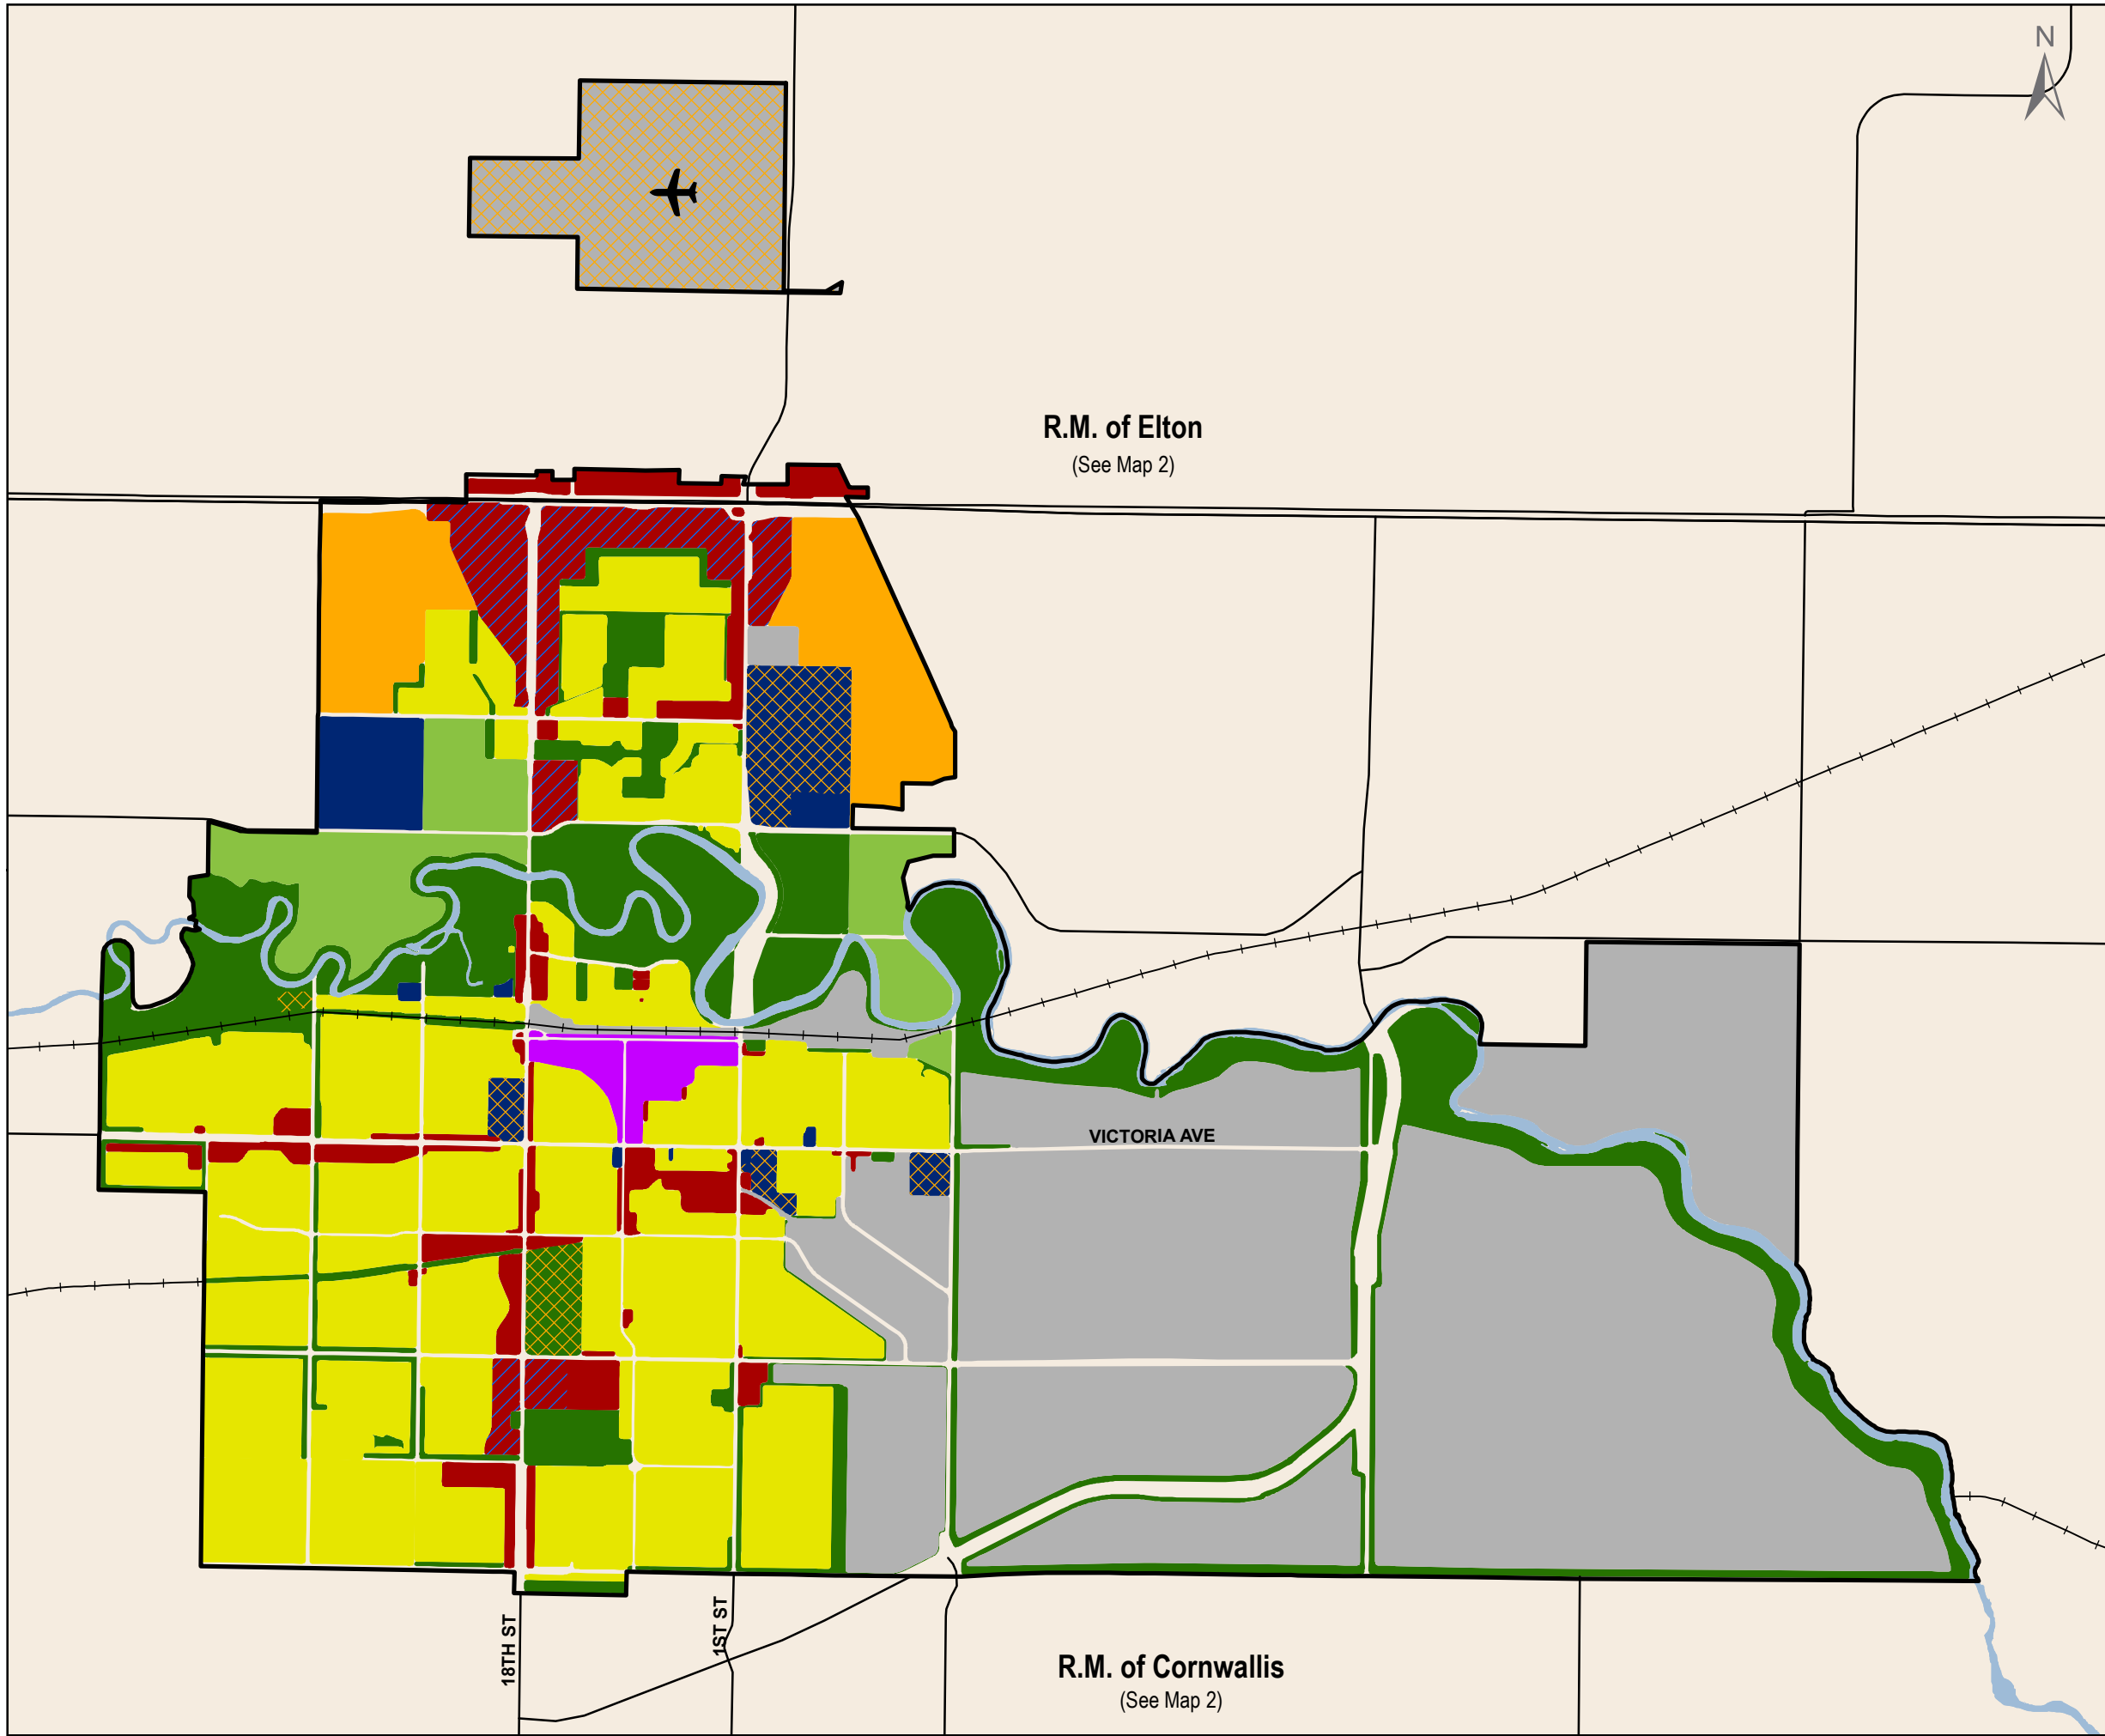 N
R.M. of Elton
(See Map 2)
VICTORIA AVE
18TH ST
1ST ST
R.M. of Cornwallis
(See Map 2)